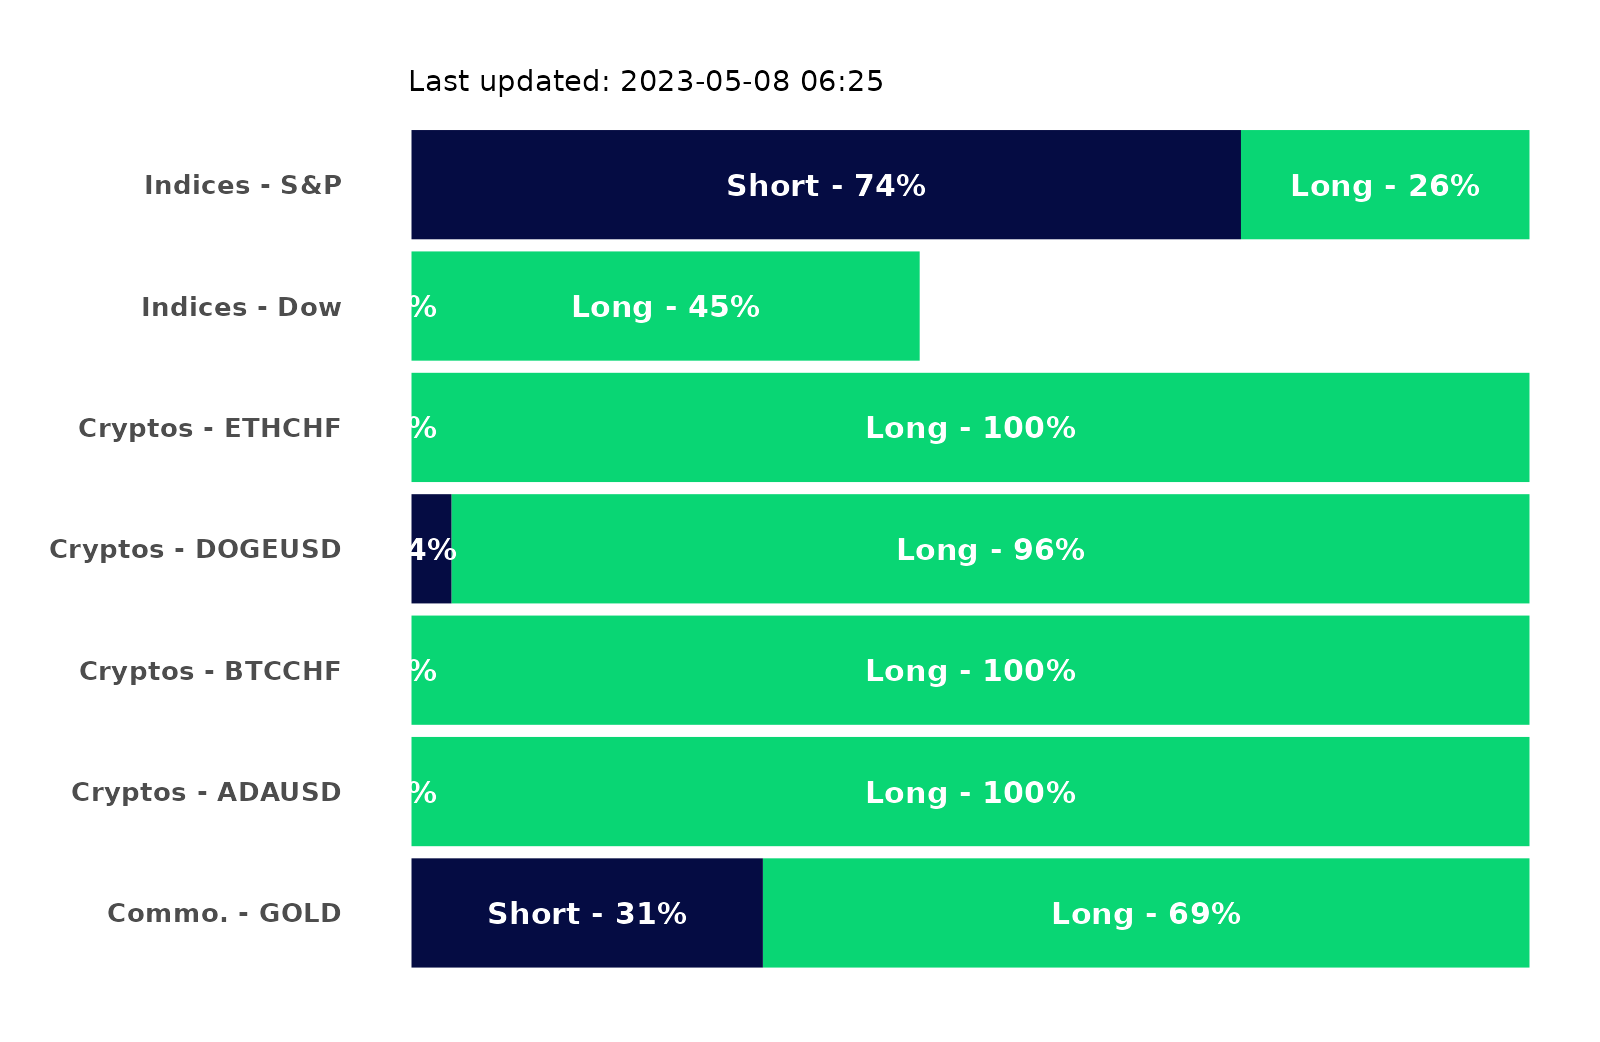 Last updated: 2023-05-08 06:25
Indices - S&P Short - 74% Long - 26%
Indices - Dow % Long - 45%
Cryptos - ETHCHF % Long - 100%
Cryptos - DOGEUSD 4% Long - 96%
Cryptos - BTCCHF % Long - 100%
Cryptos - ADAUSD % Long - 100%
Commo. - GOLD Short - 31% Long - 69%